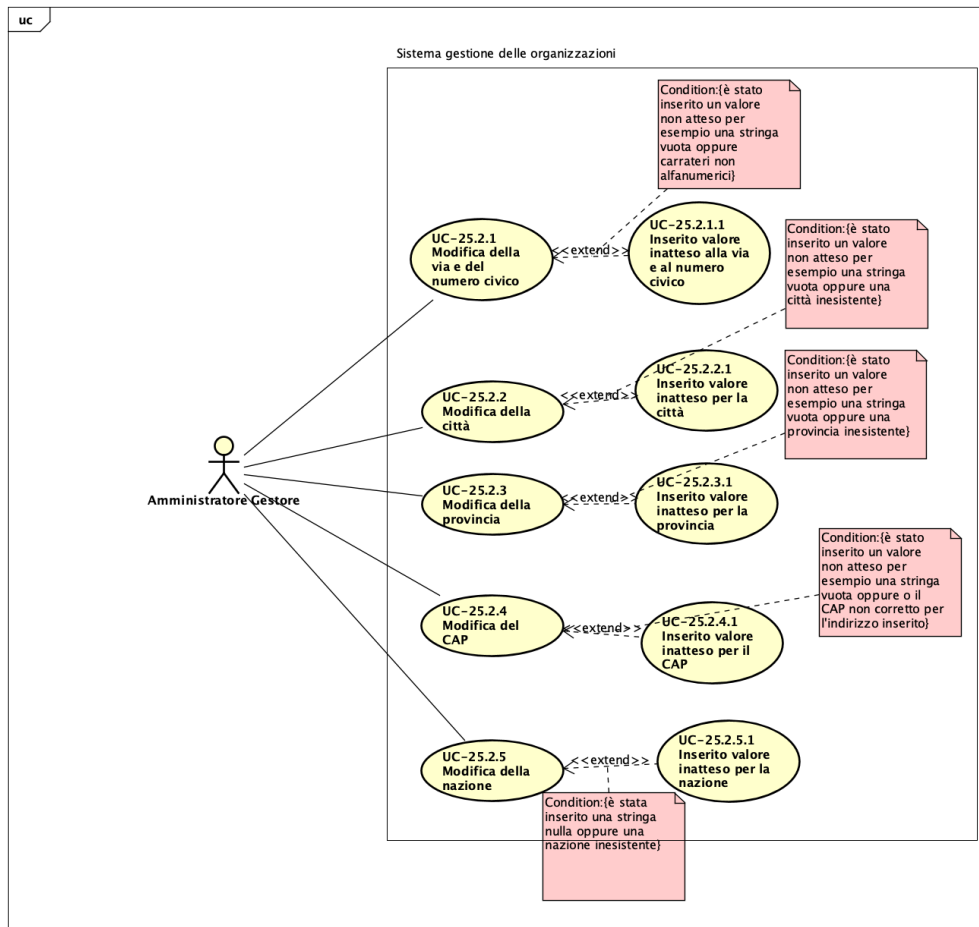 uc
Sistema gestione delle organizzazioni
Condition:{è stato
inserito un valore
non atteso per
esempio una stringa
vuota oppure
carrateri non
alfanumerici}
UC-25.2.1
Modifica della
via e del
numero civico
<<extend>>
UC-25.2.1.1
Inserito valore
inatteso alla via
e al numero
civico
Condition:{è stato
inserito un valore
non atteso per
esempio una stringa
vuota oppure una
città inesistente}
UC-25.2.2
Modifica della
città
<<extend>>
UC-25.2.2.1
Inserito valore
inatteso per la
città
Condition:{è stato
inserito un valore
non atteso per
esempio una stringa
vuota oppure una
provincia inesistente}
Amministratore Gestore
UC-25.2.3
Modifica della
provincia
<<extend>>
UC-25.2.3.1
Inserito valore
inatteso per la
provincia
Condition:{è stato
inserito un valore
non atteso per
esempio una stringa
vuota oppure o il
CAP non corretto per
l'indirizzo inserito}
UC-25.2.4
Modifica del
CAP
<<extend>>
UC-25.2.4.1
Inserito valore
inatteso per il
CAP
UC-25.2.5
Modifica della
nazione
<<extend>>
UC-25.2.5.1
Inserito valore
inatteso per la
nazione
Condition:{è stata
inserito una stringa
nulla oppure una
nazione inesistente}